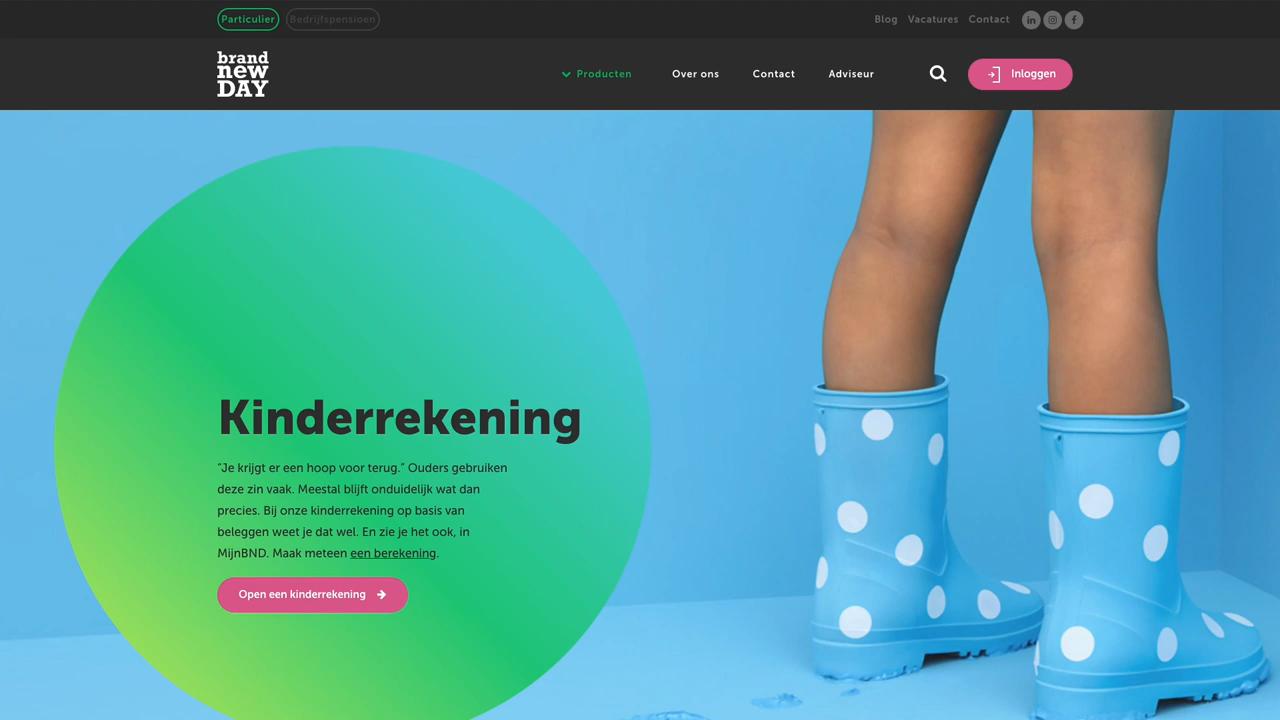 Particulier
Bedrijfspensioen
Blog
Vacatures
Contact
brand
new
DAY
Producten
Over ons
Contact
Adviseur
Inloggen
Kinderrekening
“Je krijgt er een hoop voor terug.” Ouders gebruiken
deze zin vaak. Meestal blijft onduidelijk wat dan
precies. Bij onze kinderrekening op basis van
beleggen weet je dat wel. En zie je het ook, in
MijnBND. Maak meteen een berekening.
Open een kinderrekening